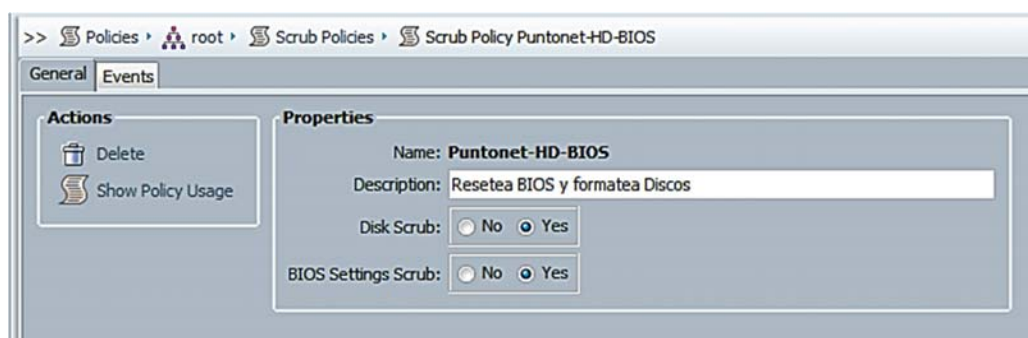 >> Policies root Scrub Policies Scrub Policy Puntonet-HD-BIOS
General Events
Actions
Delete
Show Policy Usage
Properties
Name: Puntonet-HD-BIOS
Description: Resetea BIOS y formatea Discos
Disk Scrub: No Yes
BIOS Settings Scrub: No Yes